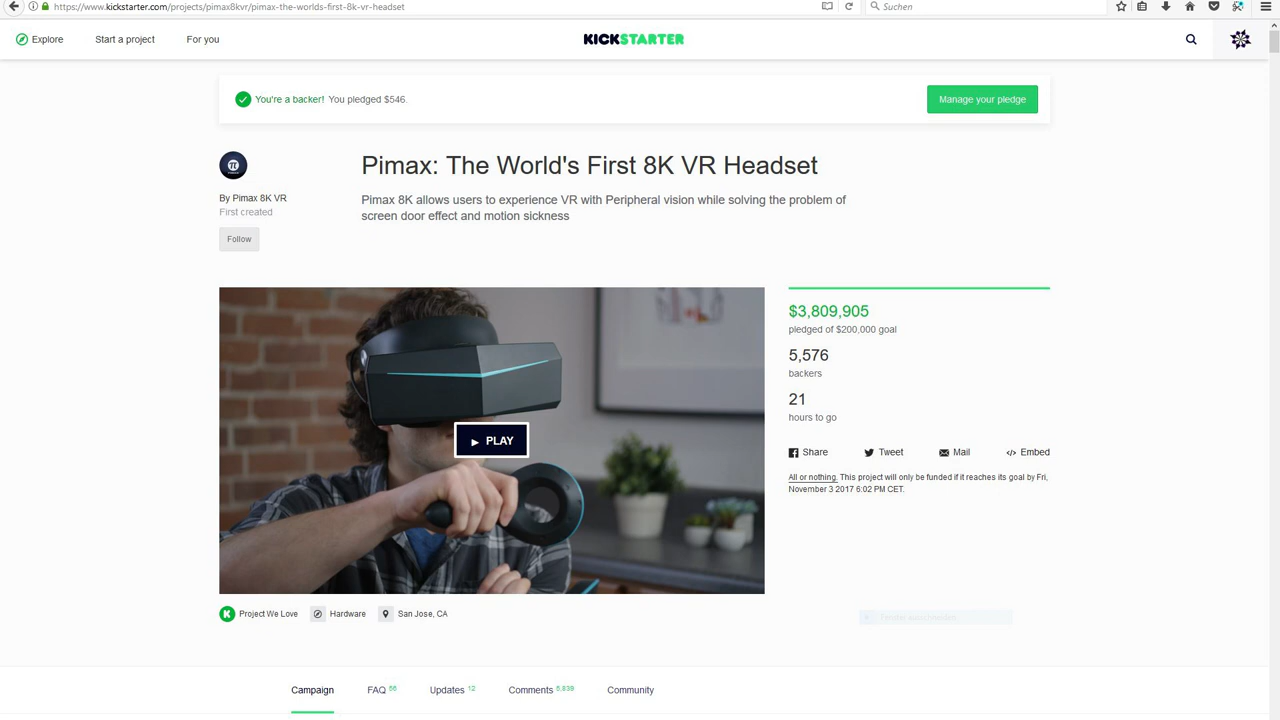 https://www.kickstarter.com/projects/pimax8kvr/pimax-the-worlds-first-8k-vr-headset
Suchen
Explore
Start a project
For you
KICKSTARTER
You're a backer! You pledged $546.
Manage your pledge
Pimax: The World's First 8K VR Headset
By Pimax 8K VR
First created
Follow
Pimax 8K allows users to experience VR with Peripheral vision while solving the problem of
screen door effect and motion sickness
PLAY
$3,809,905
pledged of $200,000 goal
5,576
backers
21
hours to go
Share
Tweet
Mail
Embed
All or nothing. This project will only be funded if it reaches its goal by Fri,
November 3 2017 6:02 PM CET.
Project We Love
Hardware
San Jose, CA
Campaign
FAQ 66
Updates 12
Comments 6,839
Community